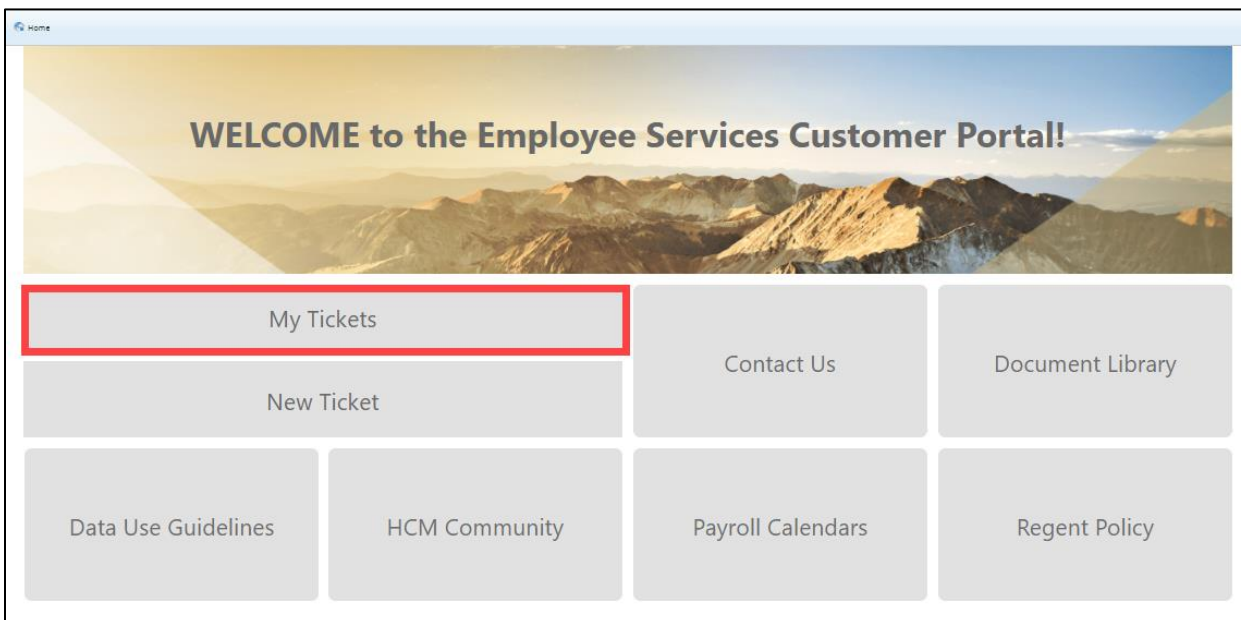 Home
WELCOME to the Employee Services Customer Portal!
My Tickets
New Ticket
Contact Us
Document Library
Data Use Guidelines
HCM Community
Payroll Calendars
Regent Policy